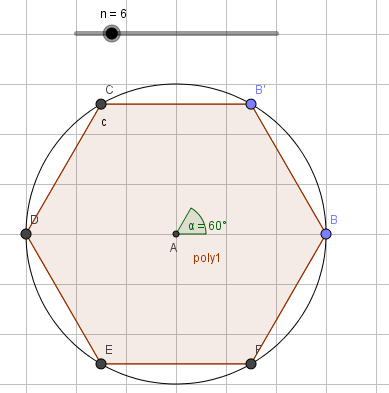 n = 6
C
B'
c
D
B
α = 60°
A
poly1
E
F